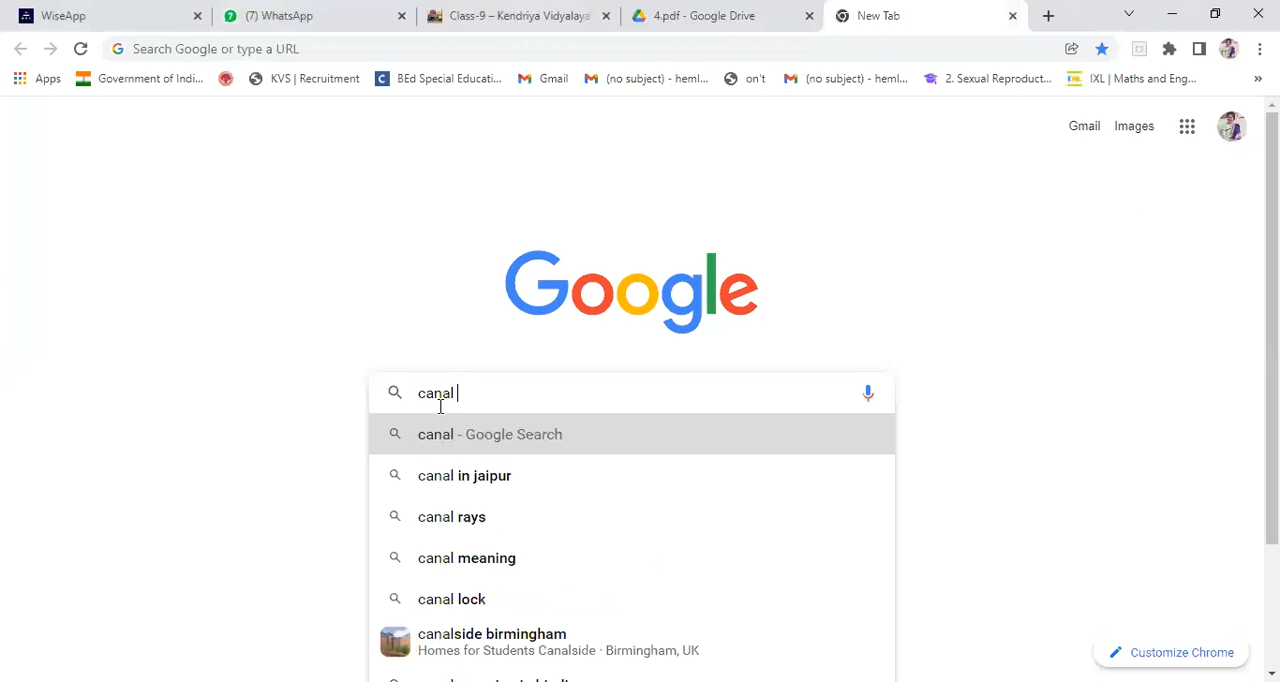 WiseApp
(7) WhatsApp
Class-9 – Kendriya Vidyalaya
4.pdf - Google Drive
New Tab
Search Google or type a URL
Apps
Government of Indi...
KVS | Recruitment
BEd Special Educati...
Gmail
(no subject) - heml...
on't
(no subject) - heml...
2. Sexual Reproduct...
IXL | Maths and Eng...
Gmail
Images
Google
canal
canal - Google Search
canal in jaipur
canal rays
canal meaning
canal lock
canalside birmingham
Homes for Students Canalside · Birmingham, UK
Customize Chrome